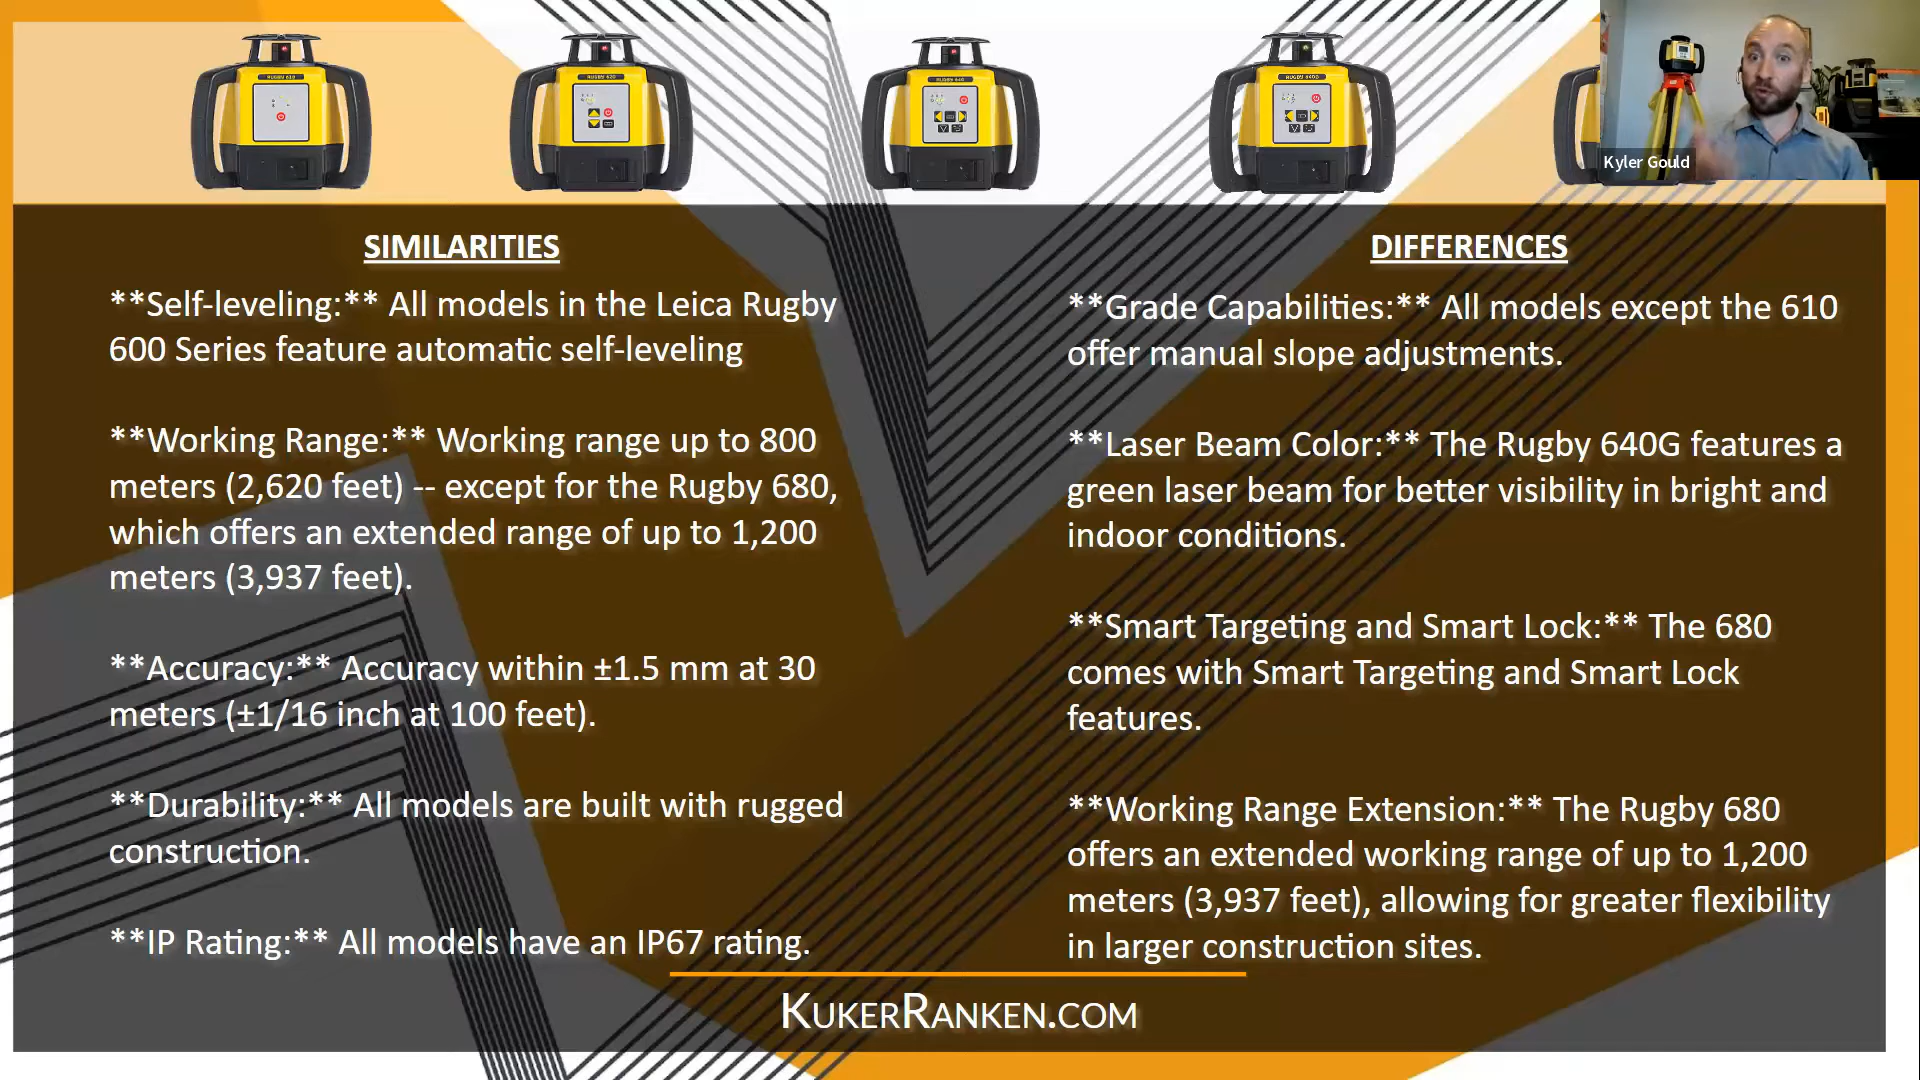 RUGBY 610
RUGBY 620
RUGBY 640
RUGBY 640G
Kyler Gould
SIMILARITIES
**Self-leveling:** All models in the Leica Rugby
600 Series feature automatic self-leveling
**Working Range:** Working range up to 800
meters (2,620 feet) -- except for the Rugby 680,
which offers an extended range of up to 1,200
meters (3,937 feet).
**Accuracy:** Accuracy within ±1.5 mm at 30
meters (±1/16 inch at 100 feet).
**Durability:** All models are built with rugged
construction.
**IP Rating:** All models have an IP67 rating.
DIFFERENCES
**Grade Capabilities:** All models except the 610
offer manual slope adjustments.
**Laser Beam Color:** The Rugby 640G features a
green laser beam for better visibility in bright and
indoor conditions.
**Smart Targeting and Smart Lock:** The 680
comes with Smart Targeting and Smart Lock
features.
**Working Range Extension:** The Rugby 680
offers an extended working range of up to 1,200
meters (3,937 feet), allowing for greater flexibility
in larger construction sites.
KUKERRANKEN.COM